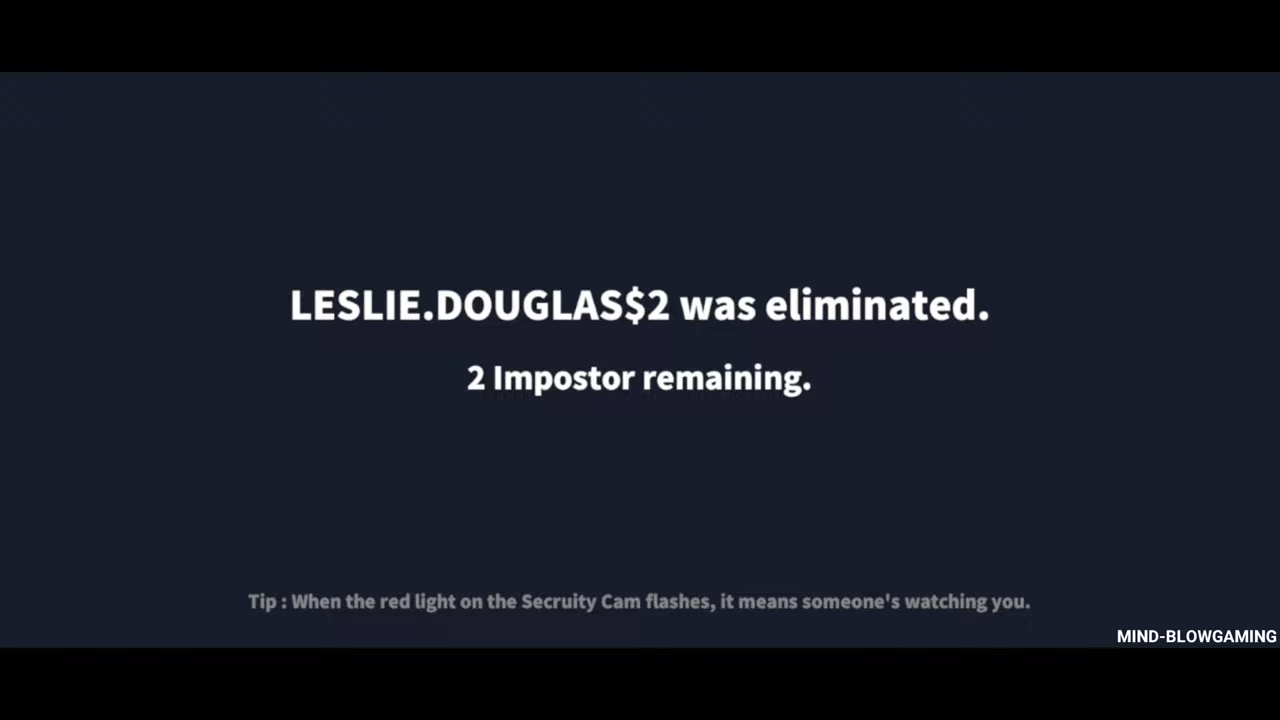 LESLIE.DOUGLAS$2 was eliminated.
2 Impostor remaining.
Tip : When the red light on the Secruity Cam flashes, it means someone's watching you.
MIND-BLOWGAMING